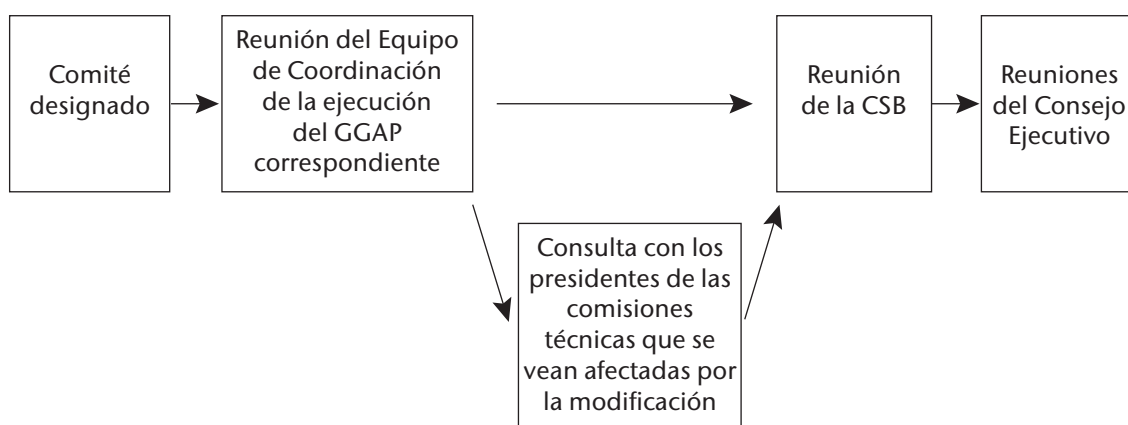 Comité
designado
Reunión del Equipo
de Coordinación
de la ejecución
del GGAP
correspondiente
Consulta con los
presidentes de las
comisiones
técnicas que se
vean afectadas por
la modificación
Reunión
de la CSB
Reuniones
del Consejo
Ejecutivo